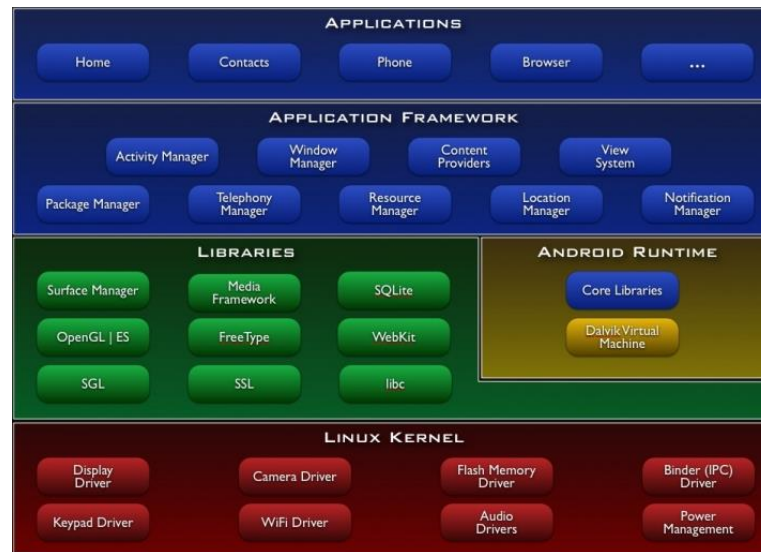 APPLICATIONS
Home
Contacts
Phone
Browser
...
APPLICATION FRAMEWORK
Activity Manager
Window
Manager
Content
Providers
View
System
Package Manager
Telephony
Manager
Resource
Manager
Location
Manager
Notification
Manager
LIBRARIES
Surface Manager
Media
Framework
SQLite
OpenGL | ES
FreeType
WebKit
SGL
SSL
libc
ANDROID RUNTIME
Core Libraries
Dalvik Virtual
Machine
LINUX KERNEL
Display
Driver
Camera Driver
Flash Memory
Driver
Binder (IPC)
Driver
Keypad Driver
WiFi Driver
Audio
Drivers
Power
Management